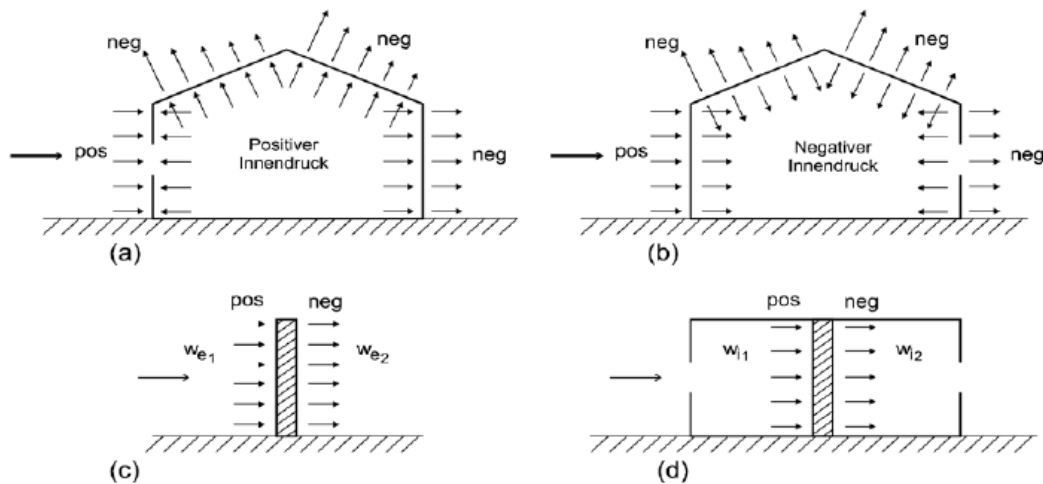 neg
neg
pos
Positiver
Innendruck
neg
(a)
neg
neg
pos
Negativer
Innendruck
neg
(b)
pos
neg
we1
we2
(c)
pos
neg
wi1
wi2
(d)